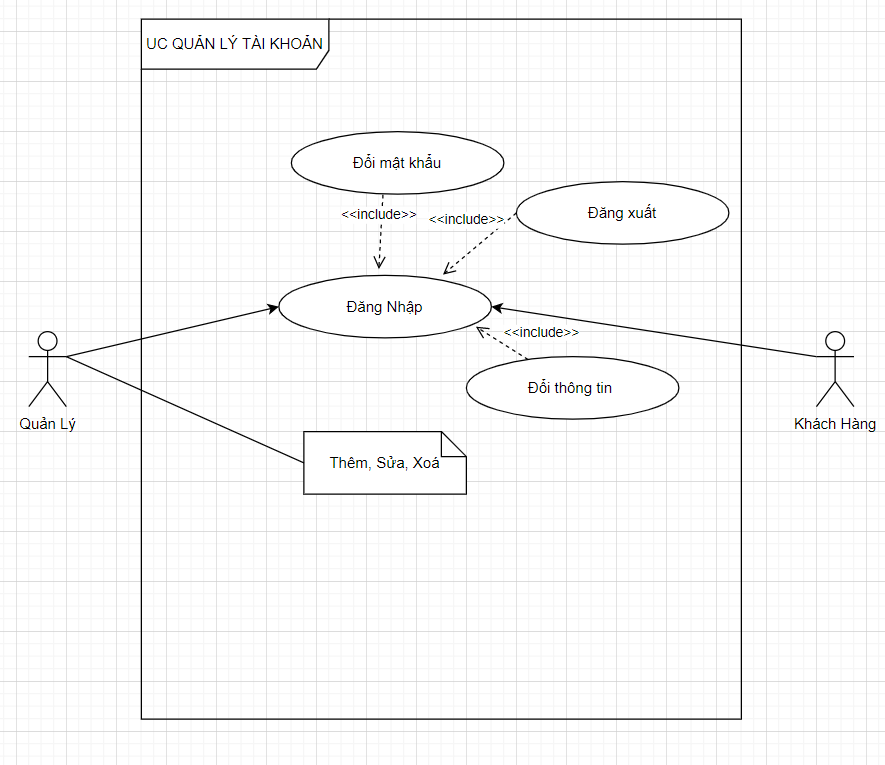 UC QUẢN LÝ TÀI KHOẢN
Đổi mật khẩu
<<include>>
<<include>>
Đăng xuất
Đăng Nhập
<<include>>
Đổi thông tin
Quản Lý
Khách Hàng
Thêm, Sửa, Xoá